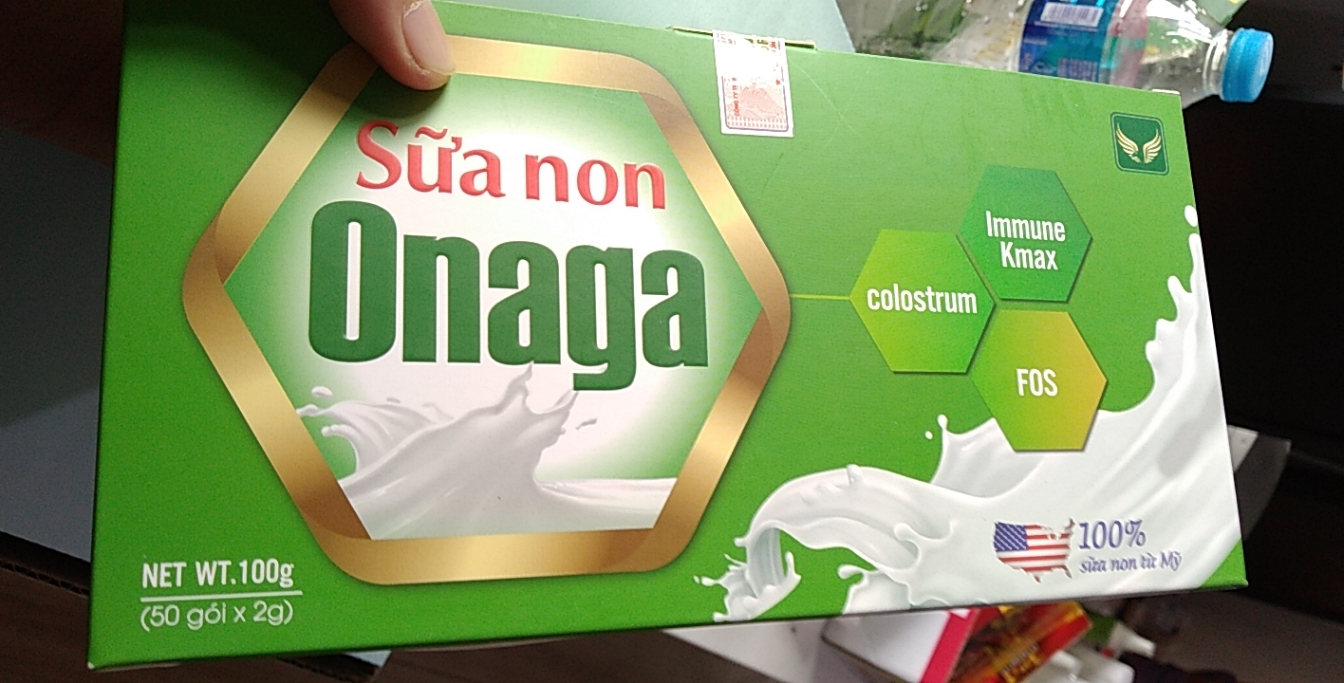 Sữa non
Onaga
NET WT.100g
(50 gói x 2g)
Immune
Kmax
colostrum
FOS
100%
sữa non từ Mỹ